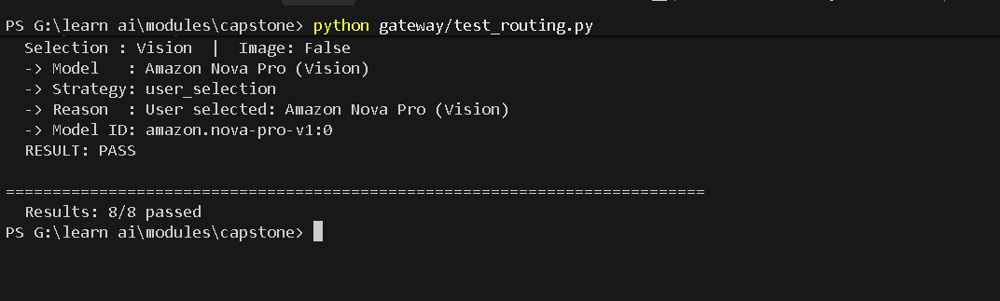 PS G:\learn ai\modules\capstone> python gateway/test_routing.py
Selection : Vision | Image: False
-> Model : Amazon Nova Pro (Vision)
-> Strategy: user_selection
-> Reason : User selected: Amazon Nova Pro (Vision)
-> Model ID: amazon.nova-pro-v1:0
RESULT: PASS
===========================================================================
Results: 8/8 passed
PS G:\learn ai\modules\capstone>